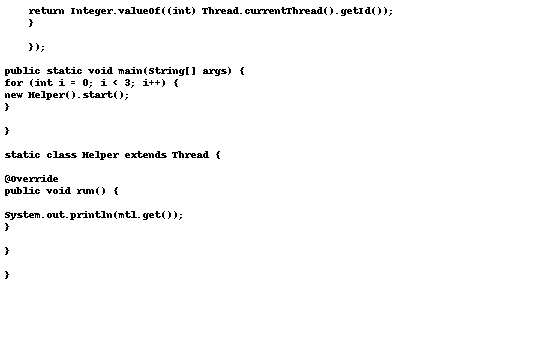 return Integer.valueOf((int) Thread.currentThread().getId());
}
});
public static void main(String[] args) {
for (int i = 0; i < 3; i++) {
new Helper().start();
}
}
static class Helper extends Thread {
@Override
public void run() {
System.out.println(mtl.get());
}
}
}